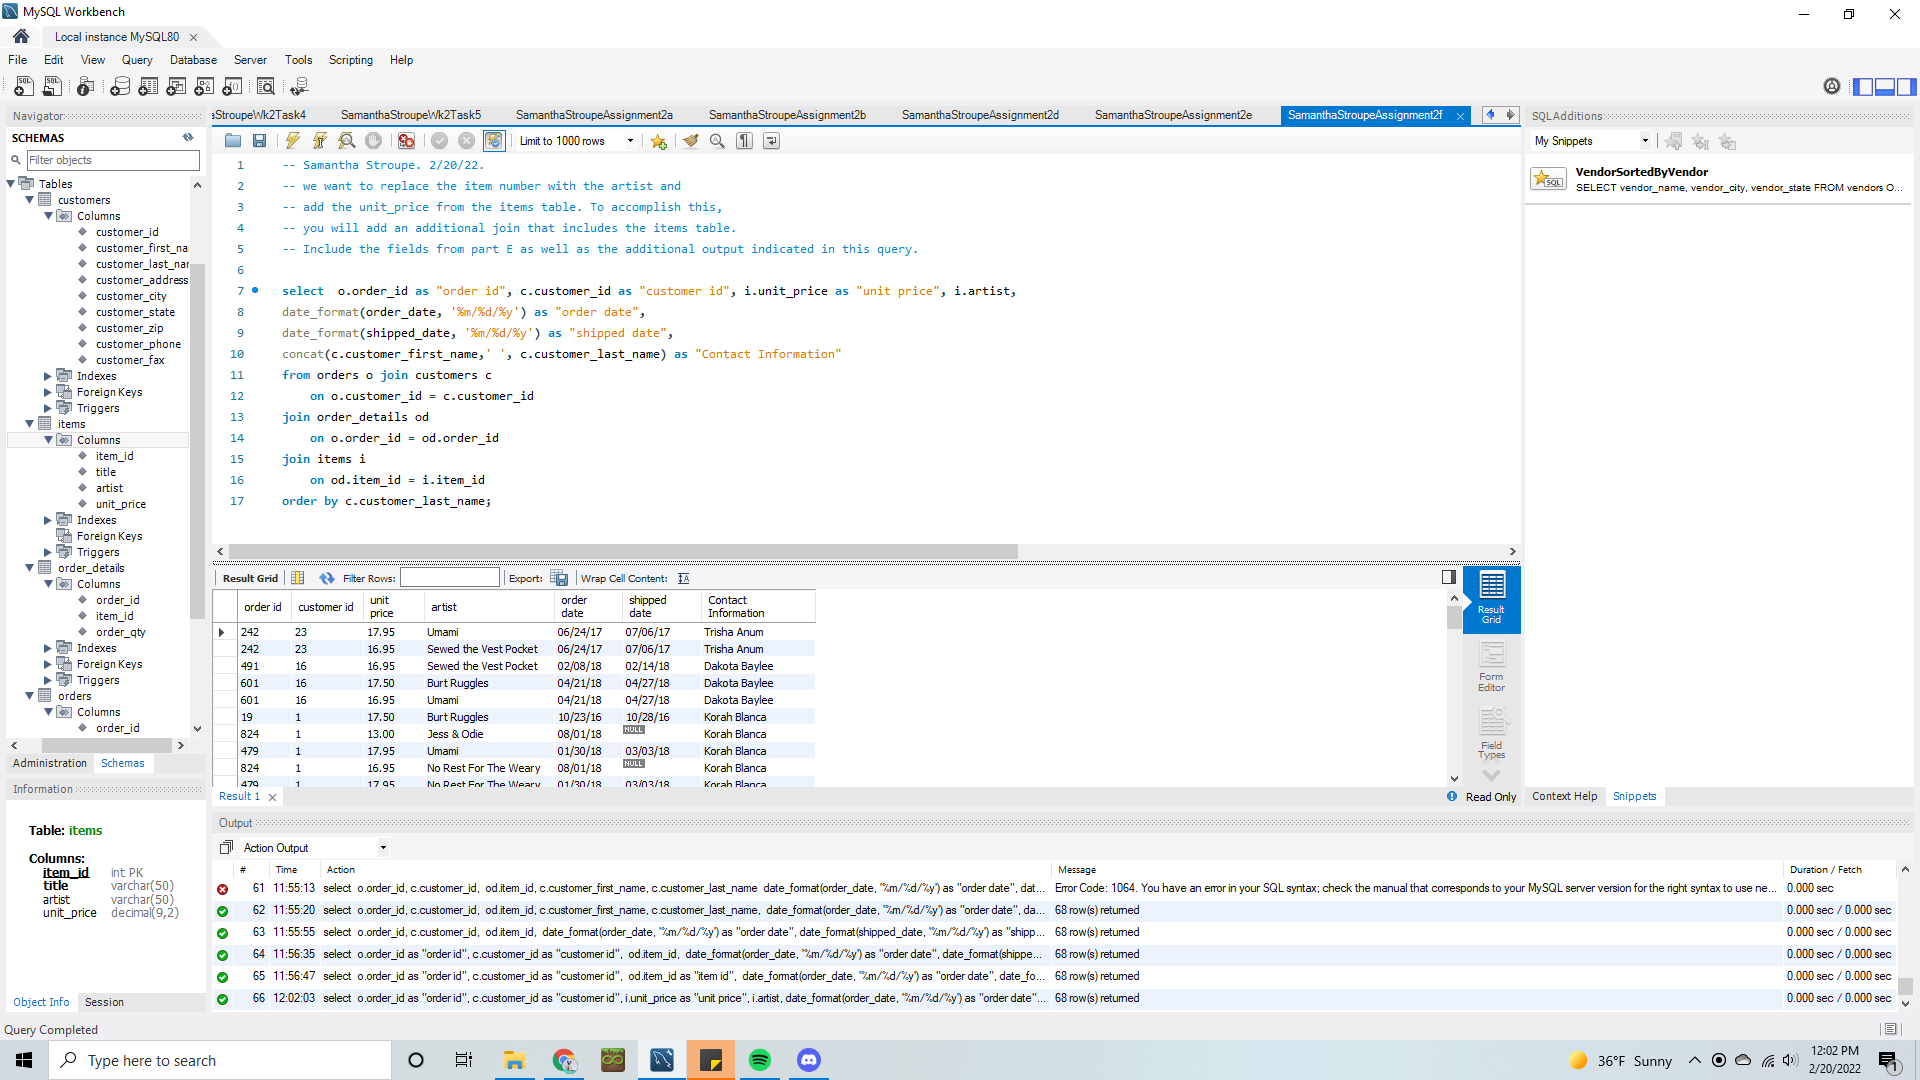 MySQL Workbench
Local instance MySQL80
File Edit View Query Database Server Tools Scripting Help
Navigator
SCHEMAS
Filter objects
Tables
customers
Columns
customer_id
customer_first_na
customer_last_nar
customer_address
customer_city
customer_state
customer_zip
customer_phone
customer_fax
Indexes
Foreign Keys
Triggers
items
Columns
item_id
title
artist
unit_price
Indexes
Foreign Keys
Triggers
order_details
Columns
order_id
item_id
order_qty
Indexes
Foreign Keys
Triggers
orders
Columns
order_id
Administration Schemas
Information
Table: items
Columns:
item_id int PK
title varchar(50)
artist varchar(50)
unit_price decimal(9,2)
Object Info Session
Query Completed
aStroupeWk2Task4 SamanthaStroupeWk2Task5 SamanthaStroupeAssignment2a SamanthaStroupeAssignment2b SamanthaStroupeAssignment2d SamanthaStroupeAssignment2e SamanthaStroupeAssignment2f
Limit to 1000 rows
1 -- Samantha Stroupe. 2/20/22.
2 -- we want to replace the item number with the artist and
3 -- add the unit_price from the items table. To accomplish this,
4 -- you will add an additional join that includes the items table.
5 -- Include the fields from part E as well as the additional output indicated in this query.
6
7 select o.order_id as "order id", c.customer_id as "customer id", i.unit_price as "unit price", i.artist,
8 date_format(order_date, '%m/%d/%y') as "order date",
9 date_format(shipped_date, '%m/%d/%y') as "shipped date",
10 concat(c.customer_first_name,' ', c.customer_last_name) as "Contact Information"
11 from orders o join customers c
12 on o.customer_id = c.customer_id
13 join order_details od
14 on o.order_id = od.order_id
15 join items i
16 on od.item_id = i.item_id
17 order by c.customer_last_name;
Result Grid Filter Rows: Export: Wrap Cell Content:
order id customer id unit price artist order date shipped date Contact Information
242 23 17.95 Umami 06/24/17 07/06/17 Trisha Anum
242 23 16.95 Sewed the Vest Pocket 06/24/17 07/06/17 Trisha Anum
491 16 16.95 Sewed the Vest Pocket 02/08/18 02/14/18 Dakota Baylee
601 16 17.50 Burt Ruggles 04/21/18 04/27/18 Dakota Baylee
601 16 16.95 Umami 04/21/18 04/27/18 Dakota Baylee
19 1 17.50 Burt Ruggles 10/23/16 10/28/16 Korah Blanca
824 1 13.00 Jess & Odie 08/01/18 NULL Korah Blanca
479 1 17.95 Umami 01/30/18 03/03/18 Korah Blanca
824 1 16.95 No Rest For The Weary 08/01/18 NULL Korah Blanca
479 1 17.95 No Rest For The Weary 01/30/18 03/03/18 Korah Blanca
Result Grid
Form Editor
Field Types
Result 1
Read Only
SQLAdditions
My Snippets
VendorSortedByVendor
SELECT vendor_name, vendor_city, vendor_state FROM vendors O...
Context Help Snippets
Output
Action Output
# Time Action Message Duration / Fetch
61 11:55:13 select o.order_id, c.customer_id, od.item_id, c.customer_first_name, c.customer_last_name date_format(order_date, '%m/%d/%y') as "order date", dat... Error Code: 1064. You have an error in your SQL syntax; check the manual that corresponds to your MySQL server version for the right syntax to use ne... 0.000 sec
62 11:55:20 select o.order_id, c.customer_id, od.item_id, c.customer_first_name, c.customer_last_name, date_format(order_date, '%m/%d/%y') as "order date", da... 68 row(s) returned 0.000 sec / 0.000 sec
63 11:55:55 select o.order_id, c.customer_id, od.item_id, date_format(order_date, '%m/%d/%y') as "order date", date_format(shipped_date, '%m/%d/%y') as "shipp... 68 row(s) returned 0.000 sec / 0.000 sec
64 11:56:35 select o.order_id as "order id", c.customer_id as "customer id", od.item_id, date_format(order_date, '%m/%d/%y') as "order date", date_format(shippe... 68 row(s) returned 0.000 sec / 0.000 sec
65 11:56:47 select o.order_id as "order id", c.customer_id as "customer id", od.item_id as "item id", date_format(order_date, '%m/%d/%y') as "order date", date_fo... 68 row(s) returned 0.000 sec / 0.000 sec
66 12:02:03 select o.order_id as "order id", c.customer_id as "customer id", i.unit_price as "unit price", i.artist, date_format(order_date, '%m/%d/%y') as "order date"... 68 row(s) returned 0.000 sec / 0.000 sec
Type here to search
36°F Sunny
12:02 PM
2/20/2022
1